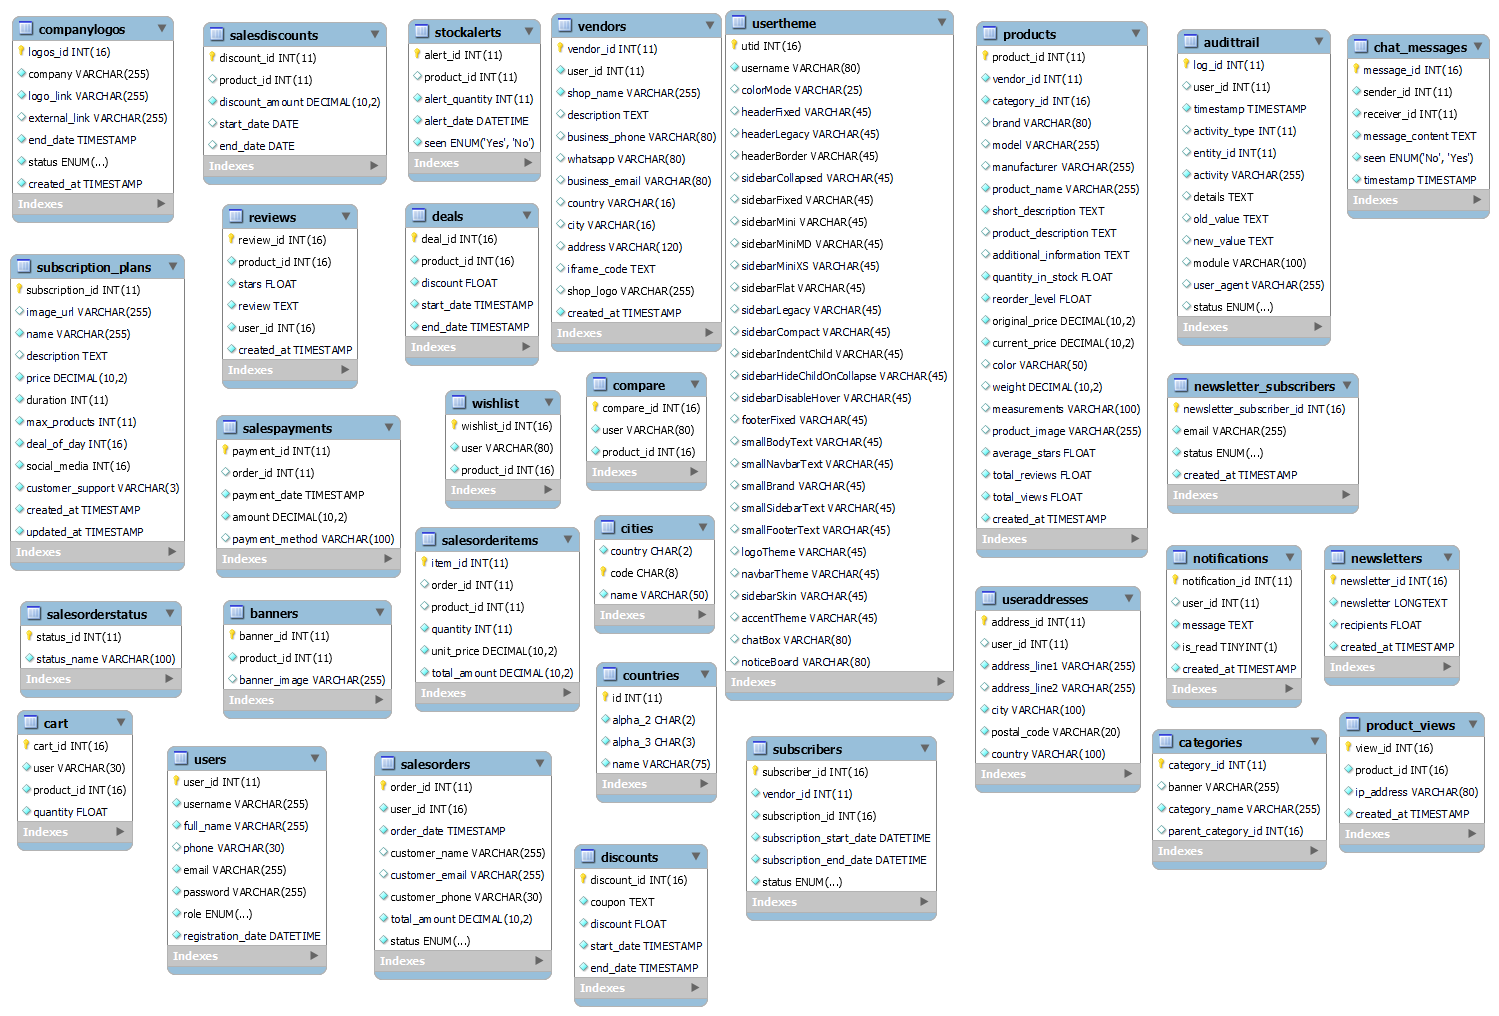 companylogos
logos_id INT(16)
company VARCHAR(255)
logo_link VARCHAR(255)
external_link VARCHAR(255)
end_date TIMESTAMP
status ENUM(...)
created_at TIMESTAMP
Indexes
salesdiscounts
discount_id INT(11)
product_id INT(11)
discount_amount DECIMAL(10,2)
start_date DATE
end_date DATE
Indexes
stockalerts
alert_id INT(11)
product_id INT(11)
alert_quantity INT(11)
alert_date DATETIME
seen ENUM('Yes', 'No')
Indexes
vendors
vendor_id INT(11)
user_id INT(11)
shop_name VARCHAR(255)
description TEXT
business_phone VARCHAR(80)
whatsapp VARCHAR(80)
business_email VARCHAR(80)
country VARCHAR(16)
city VARCHAR(16)
address VARCHAR(120)
iframe_code TEXT
shop_logo VARCHAR(255)
created_at TIMESTAMP
Indexes
usertheme
utid INT(16)
username VARCHAR(80)
colorMode VARCHAR(25)
headerFixed VARCHAR(45)
headerLegacy VARCHAR(45)
headerBorder VARCHAR(45)
sidebarCollapsed VARCHAR(45)
sidebarFixed VARCHAR(45)
sidebarMini VARCHAR(45)
sidebarMiniMD VARCHAR(45)
sidebarMiniXS VARCHAR(45)
sidebarFlat VARCHAR(45)
sidebarLegacy VARCHAR(45)
sidebarCompact VARCHAR(45)
sidebarIndentChild VARCHAR(45)
sidebarHideChildOnCollapse VARCHAR(45)
sidebarDisableHover VARCHAR(45)
footerFixed VARCHAR(45)
smallBodyText VARCHAR(45)
smallNavbarText VARCHAR(45)
smallBrand VARCHAR(45)
smallSidebarText VARCHAR(45)
smallFooterText VARCHAR(45)
logoTheme VARCHAR(45)
navbarTheme VARCHAR(45)
sidebarSkin VARCHAR(45)
accentTheme VARCHAR(45)
chatBox VARCHAR(80)
noticeBoard VARCHAR(80)
Indexes
products
product_id INT(11)
vendor_id INT(11)
category_id INT(16)
brand VARCHAR(80)
model VARCHAR(255)
manufacturer VARCHAR(255)
product_name VARCHAR(255)
short_description TEXT
product_description TEXT
additional_information TEXT
quantity_in_stock FLOAT
reorder_level FLOAT
original_price DECIMAL(10,2)
current_price DECIMAL(10,2)
color VARCHAR(50)
weight DECIMAL(10,2)
measurements VARCHAR(100)
product_image VARCHAR(255)
average_stars FLOAT
total_reviews FLOAT
total_views FLOAT
created_at TIMESTAMP
Indexes
audittrail
log_id INT(11)
user_id INT(11)
timestamp TIMESTAMP
activity_type INT(11)
entity_id INT(11)
activity VARCHAR(255)
details TEXT
old_value TEXT
new_value TEXT
module VARCHAR(100)
user_agent VARCHAR(255)
status ENUM(...)
Indexes
chat_messages
message_id INT(16)
sender_id INT(11)
receiver_id INT(11)
message_content TEXT
seen ENUM('No', 'Yes')
timestamp TIMESTAMP
Indexes
subscription_plans
subscription_id INT(11)
image_url VARCHAR(255)
name VARCHAR(255)
description TEXT
price DECIMAL(10,2)
duration INT(11)
max_products INT(11)
deal_of_day INT(16)
social_media INT(16)
customer_support VARCHAR(3)
created_at TIMESTAMP
updated_at TIMESTAMP
Indexes
reviews
review_id INT(16)
product_id INT(16)
stars FLOAT
review TEXT
user_id INT(16)
created_at TIMESTAMP
Indexes
deals
deal_id INT(16)
product_id INT(16)
discount FLOAT
start_date TIMESTAMP
end_date TIMESTAMP
Indexes
wishlist
wishlist_id INT(16)
user VARCHAR(80)
product_id INT(16)
Indexes
compare
compare_id INT(16)
user VARCHAR(80)
product_id INT(16)
Indexes
newsletter_subscribers
newsletter_subscriber_id INT(16)
email VARCHAR(255)
status ENUM(...)
created_at TIMESTAMP
Indexes
salespayments
payment_id INT(11)
order_id INT(11)
payment_date TIMESTAMP
amount DECIMAL(10,2)
payment_method VARCHAR(100)
Indexes
salesorderitems
item_id INT(11)
order_id INT(11)
product_id INT(11)
quantity INT(11)
unit_price DECIMAL(10,2)
total_amount DECIMAL(10,2)
Indexes
cities
country CHAR(2)
code CHAR(8)
name VARCHAR(50)
Indexes
notifications
notification_id INT(11)
user_id INT(11)
message TEXT
is_read TINYINT(1)
created_at TIMESTAMP
Indexes
newsletters
newsletter_id INT(16)
newsletter LONGTEXT
recipients FLOAT
created_at TIMESTAMP
Indexes
salesorderstatus
status_id INT(11)
status_name VARCHAR(100)
Indexes
banners
banner_id INT(11)
product_id INT(11)
banner_image VARCHAR(255)
Indexes
useraddresses
address_id INT(11)
user_id INT(11)
address_line1 VARCHAR(255)
address_line2 VARCHAR(255)
city VARCHAR(100)
postal_code VARCHAR(20)
country VARCHAR(100)
Indexes
countries
id INT(11)
alpha_2 CHAR(2)
alpha_3 CHAR(3)
name VARCHAR(75)
Indexes
cart
cart_id INT(16)
user VARCHAR(30)
product_id INT(16)
quantity FLOAT
Indexes
users
user_id INT(11)
username VARCHAR(255)
full_name VARCHAR(255)
phone VARCHAR(30)
email VARCHAR(255)
password VARCHAR(255)
role ENUM(...)
registration_date DATETIME
Indexes
salesorders
order_id INT(11)
user_id INT(16)
order_date TIMESTAMP
customer_name VARCHAR(255)
customer_email VARCHAR(255)
customer_phone VARCHAR(30)
total_amount DECIMAL(10,2)
status ENUM(...)
Indexes
discounts
discount_id INT(16)
coupon TEXT
discount FLOAT
start_date TIMESTAMP
end_date TIMESTAMP
Indexes
subscribers
subscriber_id INT(16)
vendor_id INT(11)
subscription_id INT(16)
subscription_start_date DATETIME
subscription_end_date DATETIME
status ENUM(...)
Indexes
categories
category_id INT(11)
banner VARCHAR(255)
category_name VARCHAR(255)
parent_category_id INT(16)
Indexes
product_views
view_id INT(16)
product_id INT(16)
ip_address VARCHAR(80)
created_at TIMESTAMP
Indexes